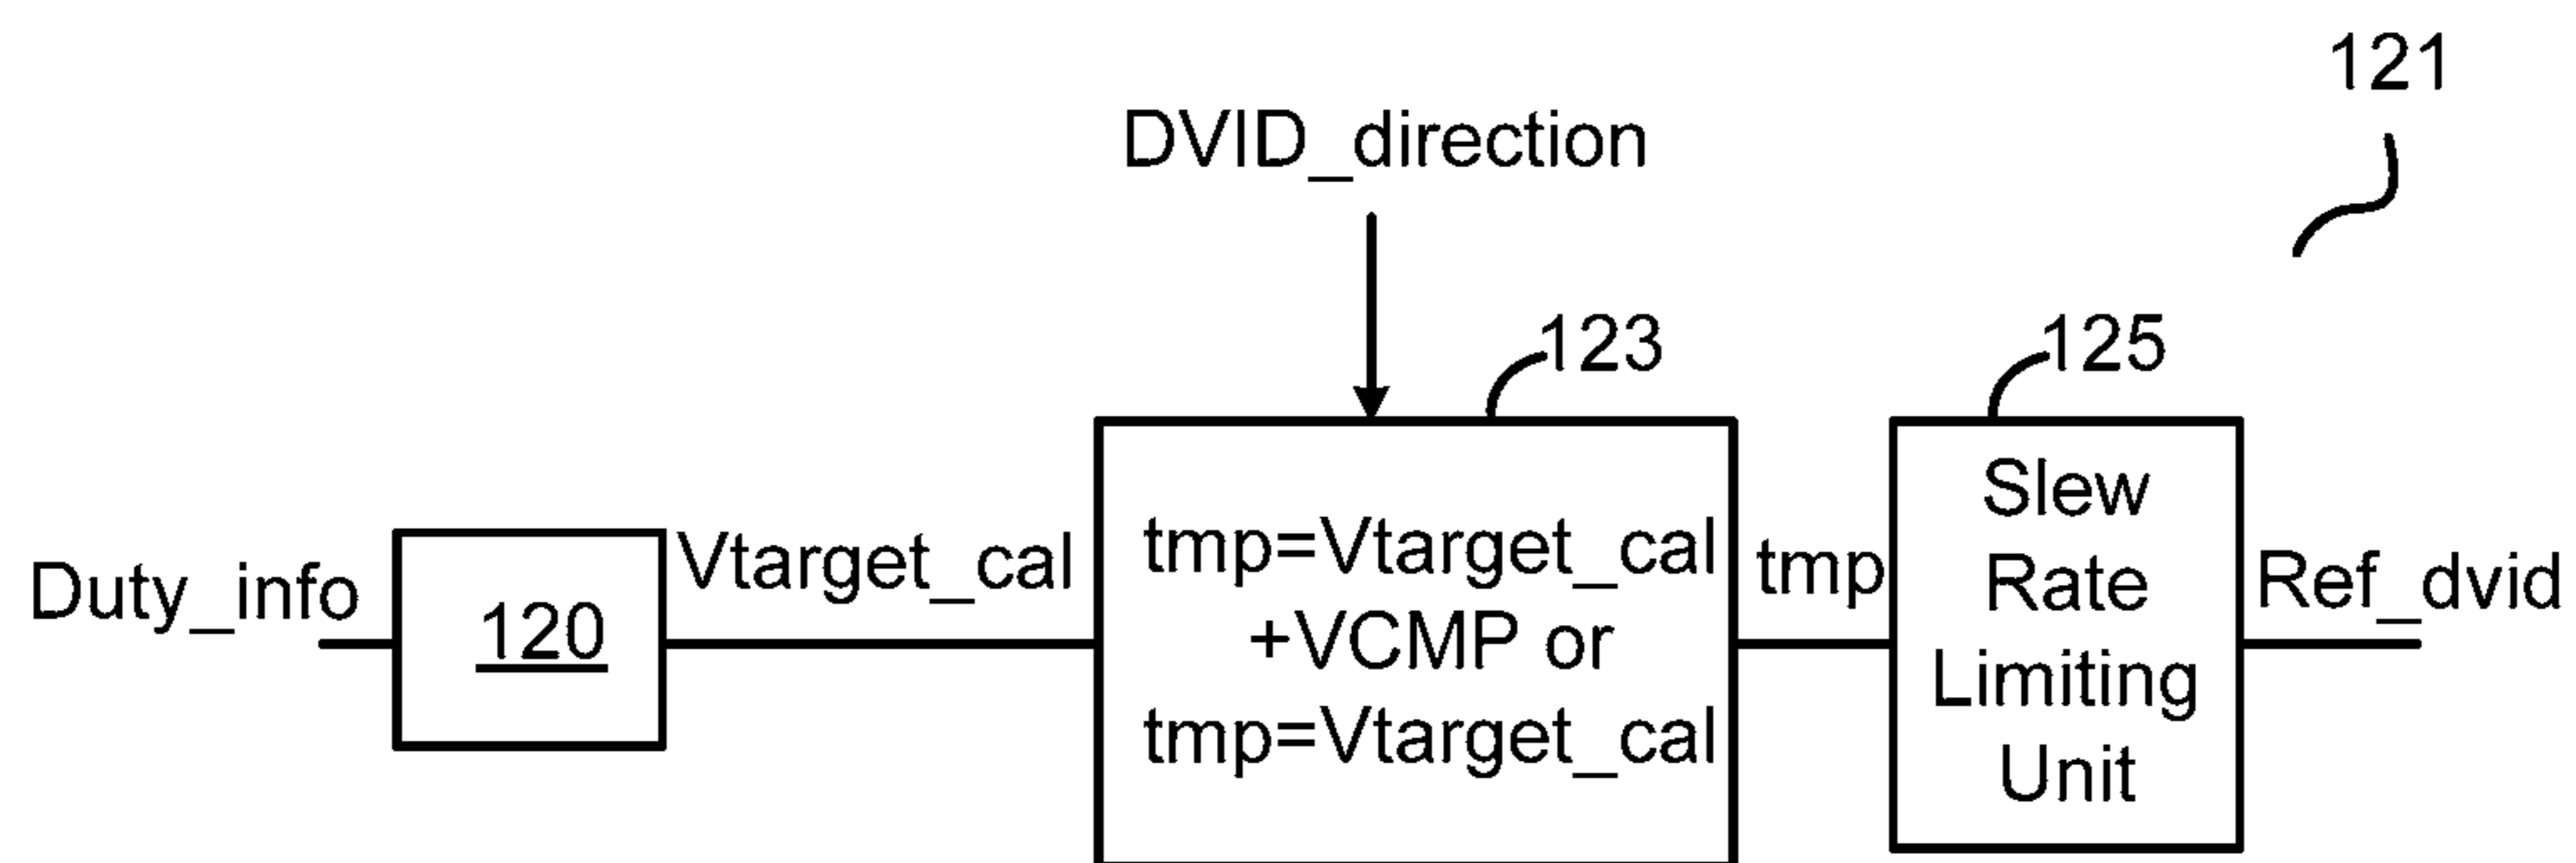 121
DVID_direction
123
125
Duty_info
120
Vtarget_cal
tmp=Vtarget_cal
+VCMP or
tmp=Vtarget_cal
tmp
Slew
Rate
Limiting
Unit
Ref_dvid